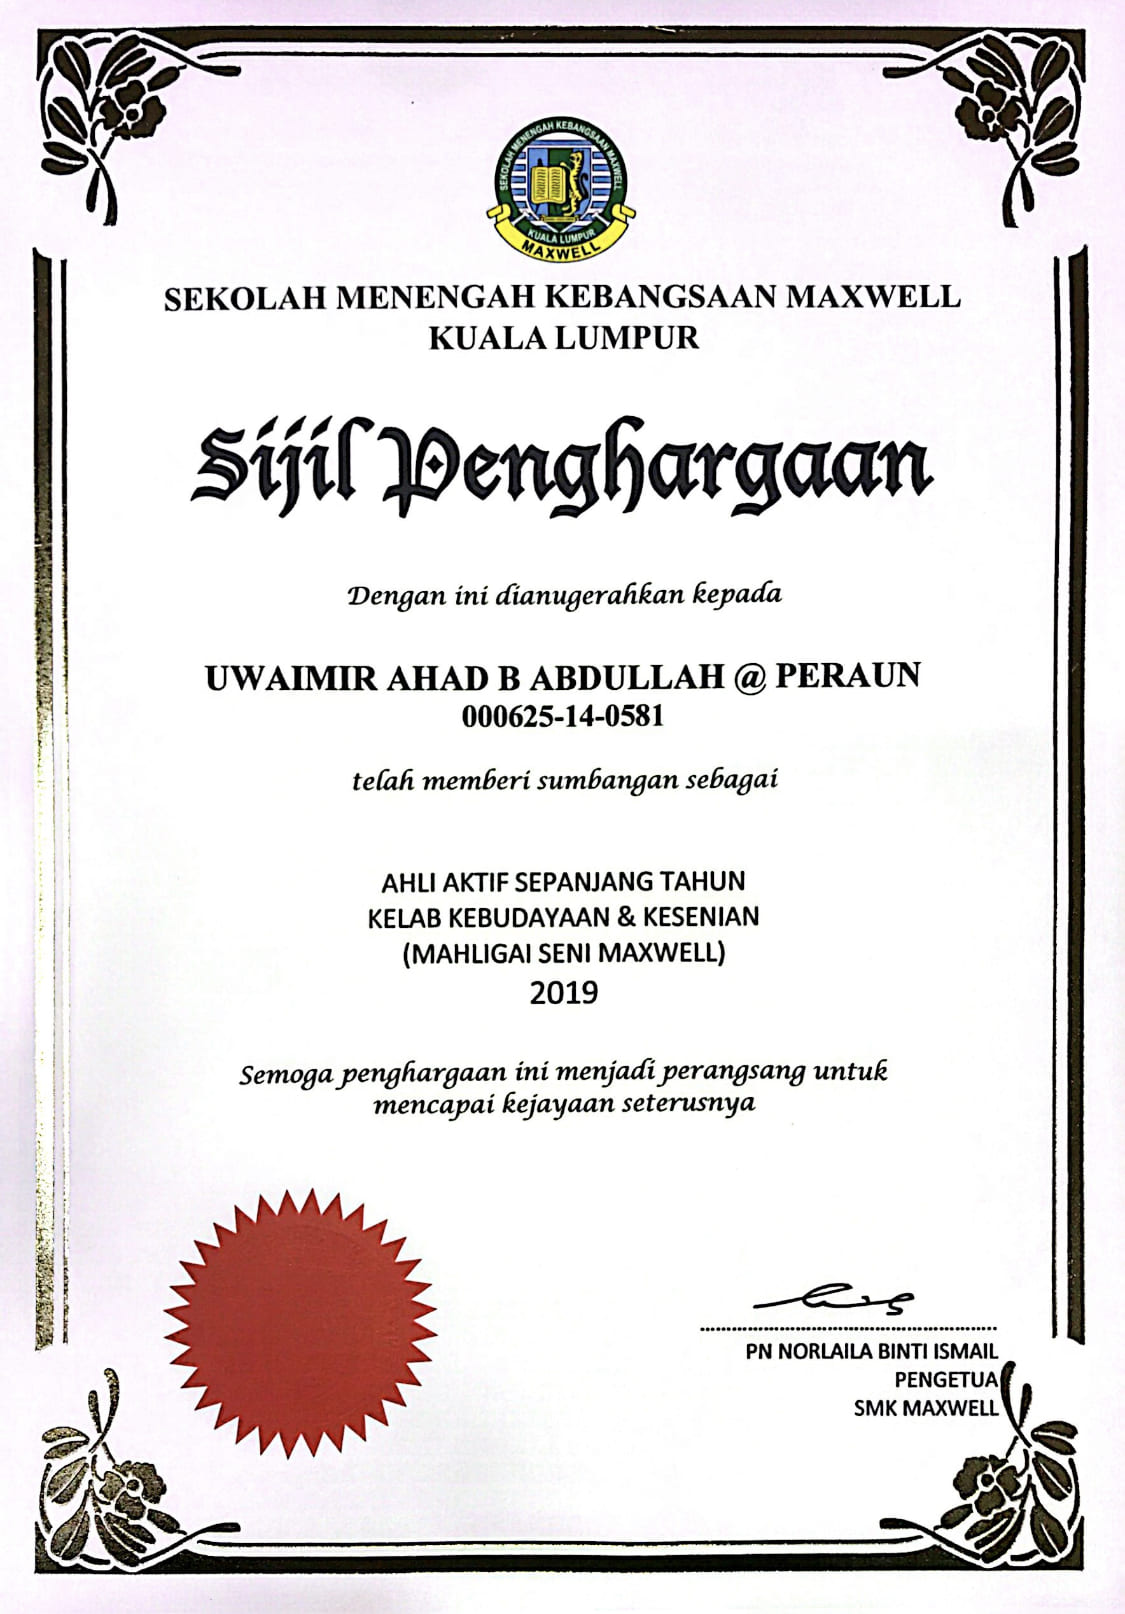 SEKOLAH MENENGAH KEBANGSAAN MAXWELL
KUALA LUMPUR
MAXWELL
SEKOLAH MENENGAH KEBANGSAAN MAXWELL
KUALA LUMPUR
Sijil Penghargaan
Dengan ini dianugerahkan kepada
UWAIMIR AHAD B ABDULLAH @ PERAUN
000625-14-0581
telah memberi sumbangan sebagai
AHLI AKTIF SEPANJANG TAHUN
KELAB KEBUDAYAAN & KESENIAN
(MAHLIGAI SENI MAXWELL)
2019
Semoga penghargaan ini menjadi perangsang untuk
mencapai kejayaan seterusnya
PN NORLAILA BINTI ISMAIL
PENGETUA
SMK MAXWELL